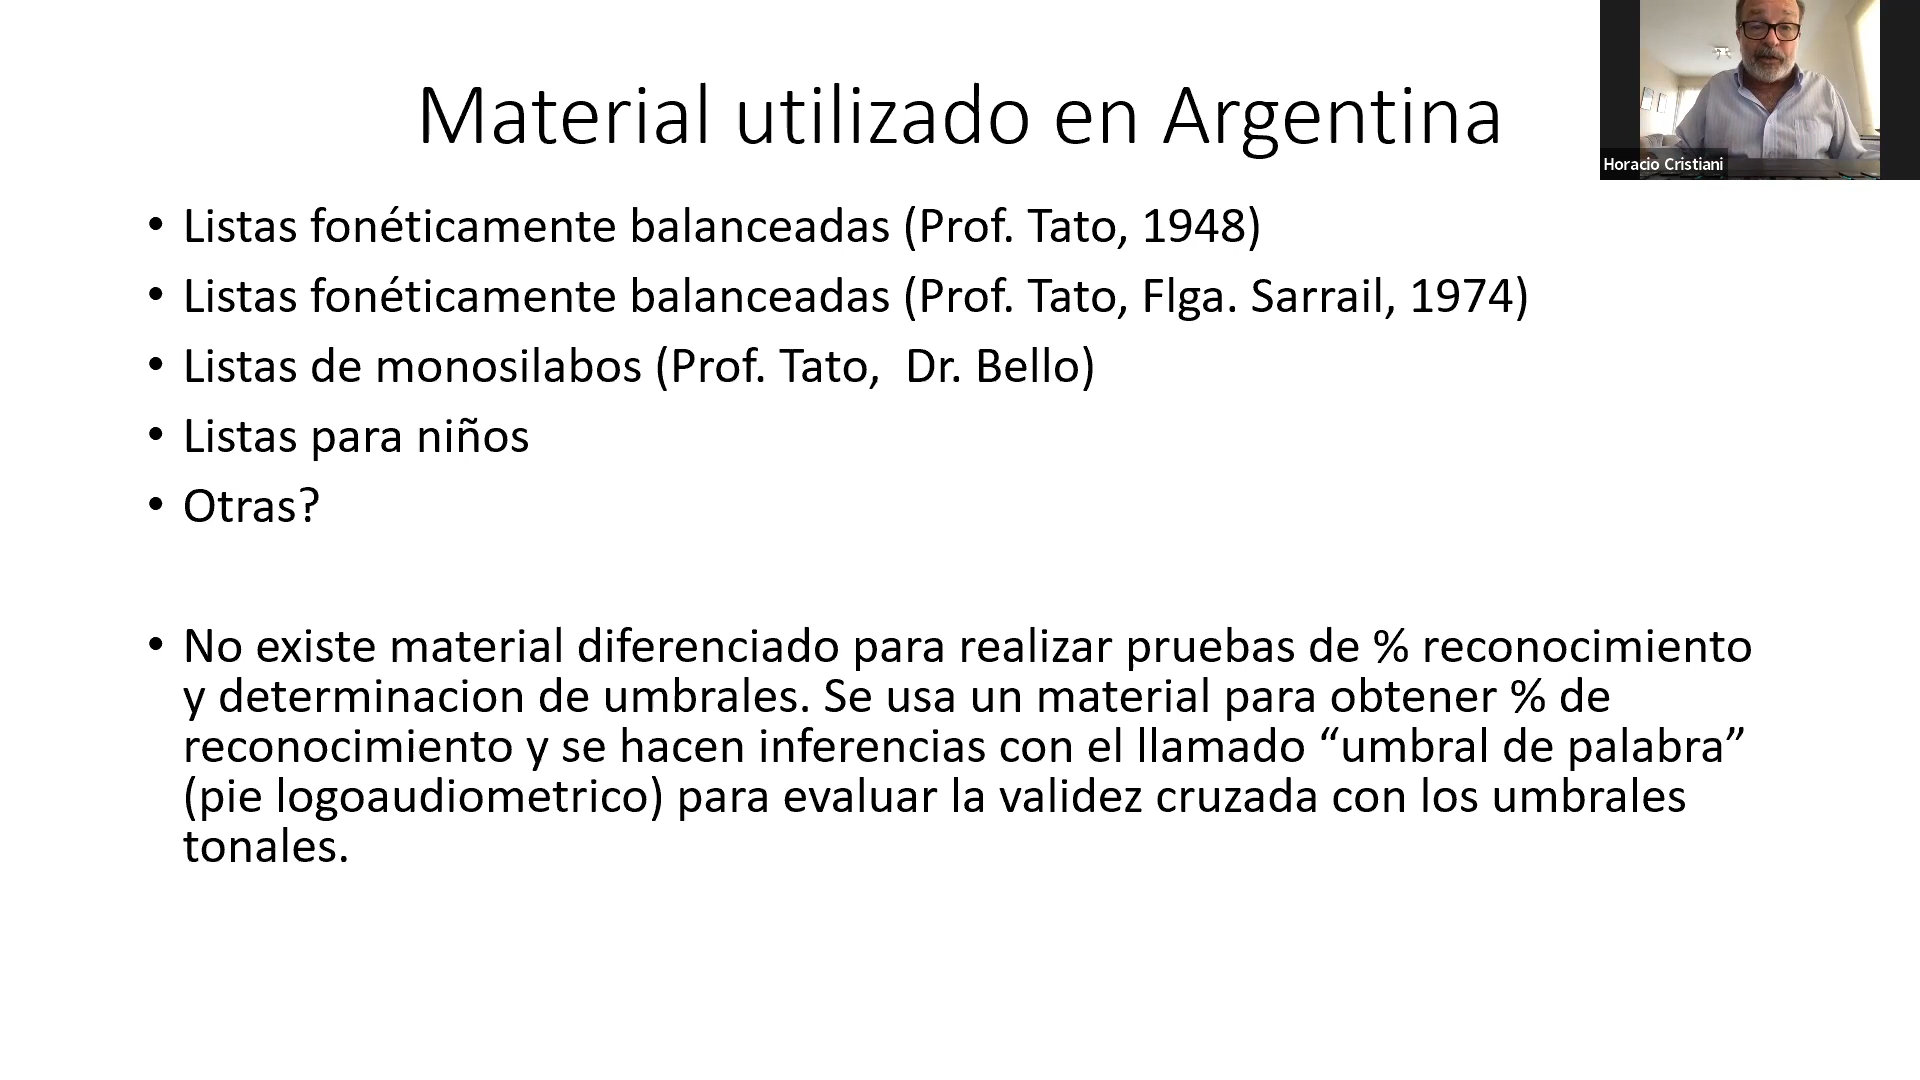 Material utilizado en Argentina
Horacio Cristiani
• Listas fonéticamente balanceadas (Prof. Tato, 1948)
• Listas fonéticamente balanceadas (Prof. Tato, Flga. Sarrail, 1974)
• Listas de monosilabos (Prof. Tato,  Dr. Bello)
• Listas para niños
• Otras?
• No existe material diferenciado para realizar pruebas de % reconocimiento
y determinacion de umbrales. Se usa un material para obtener % de
reconocimiento y se hacen inferencias con el llamado “umbral de palabra”
(pie logoaudiometrico) para evaluar la validez cruzada con los umbrales
tonales.